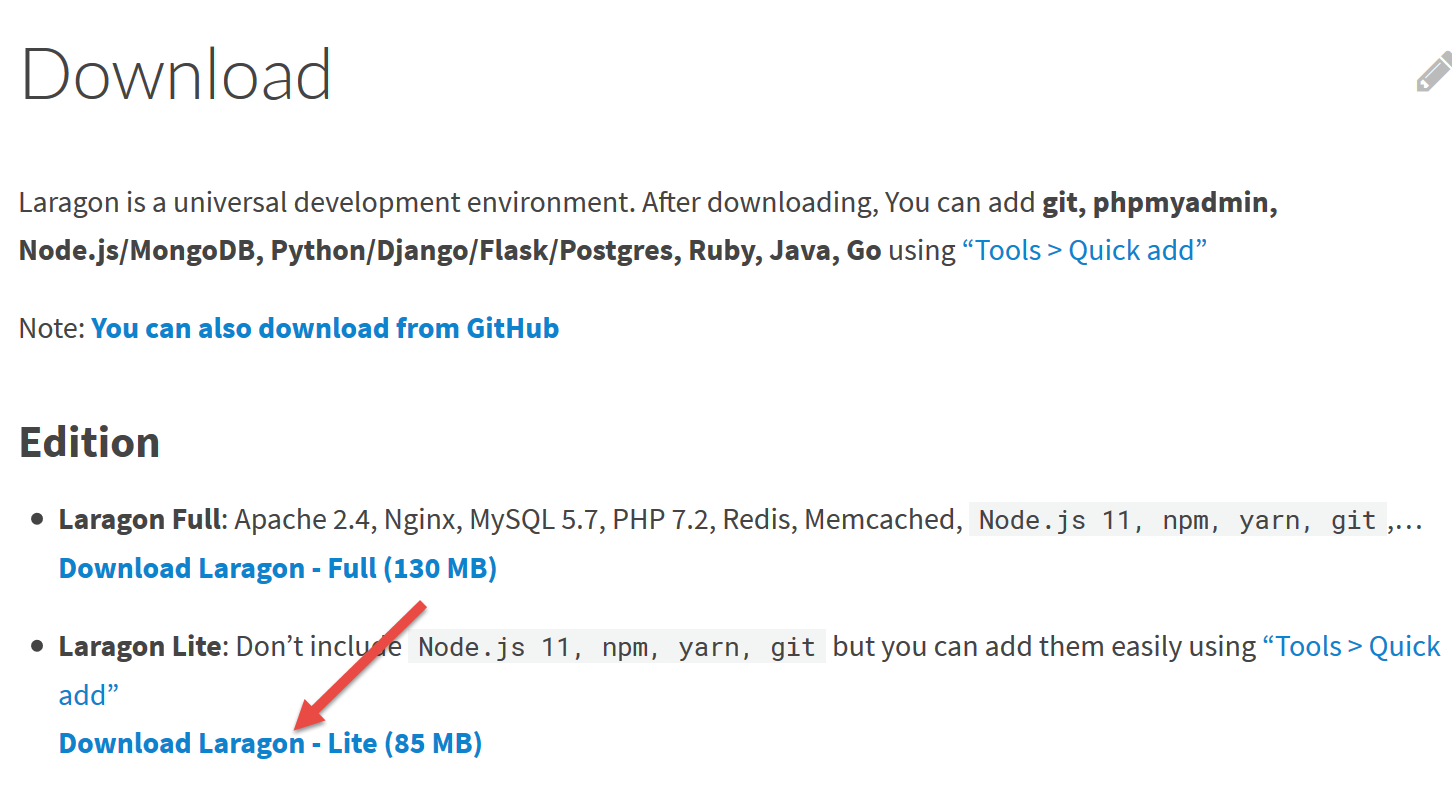 Download
Laragon is a universal development environment. After downloading, You can add git, phpmyadmin,
Node.js/MongoDB, Python/Django/Flask/Postgres, Ruby, Java, Go using “Tools > Quick add”
Note: You can also download from GitHub
Edition
Laragon Full: Apache 2.4, Nginx, MySQL 5.7, PHP 7.2, Redis, Memcached, Node.js 11, npm, yarn, git ,…
Download Laragon - Full (130 MB)
Laragon Lite: Don’t include Node.js 11, npm, yarn, git but you can add them easily using “Tools > Quick
add”
Download Laragon - Lite (85 MB)